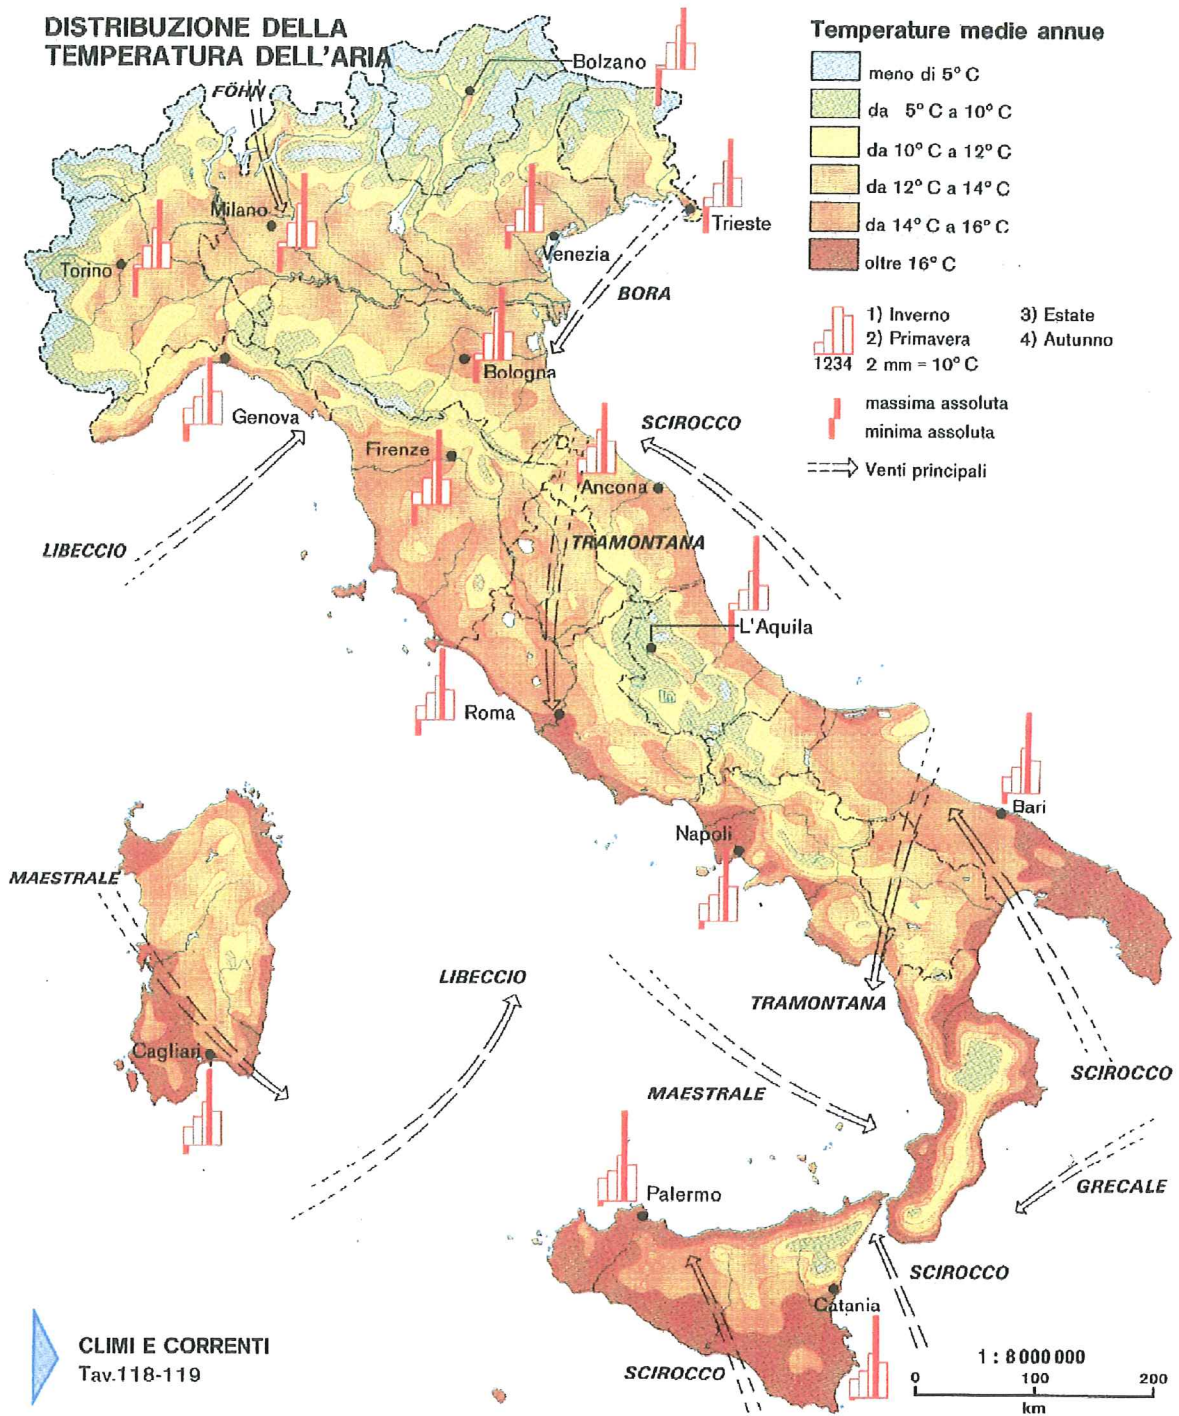 DISTRIBUZIONE DELLA
TEMPERATURA DELL'ARIA
Temperature medie annue
meno di 5° C
da 5° C a 10° C
da 10° C a 12° C
da 12° C a 14° C
da 14° C a 16° C
oltre 16° C
1) Inverno
2) Primavera
3) Estate
4) Autunno
1234
2 mm = 10° C
massima assoluta
minima assoluta
Venti principali
FÖHN
Bolzano
Milano
Torino
Venezia
Trieste
BORA
Bologna
Genova
Firenze
SCIROCCO
Ancona
LIBECCIO
TRAMONTANA
L'Aquila
Roma
Napoli
Bari
MAESTRALE
Cagliari
LIBECCIO
TRAMONTANA
SCIROCCO
MAESTRALE
GRECALE
Palermo
SCIROCCO
Catania
SCIROCCO
CLIMI E CORRENTI
Tav.118-119
1 : 8 000 000
0 100 200
km